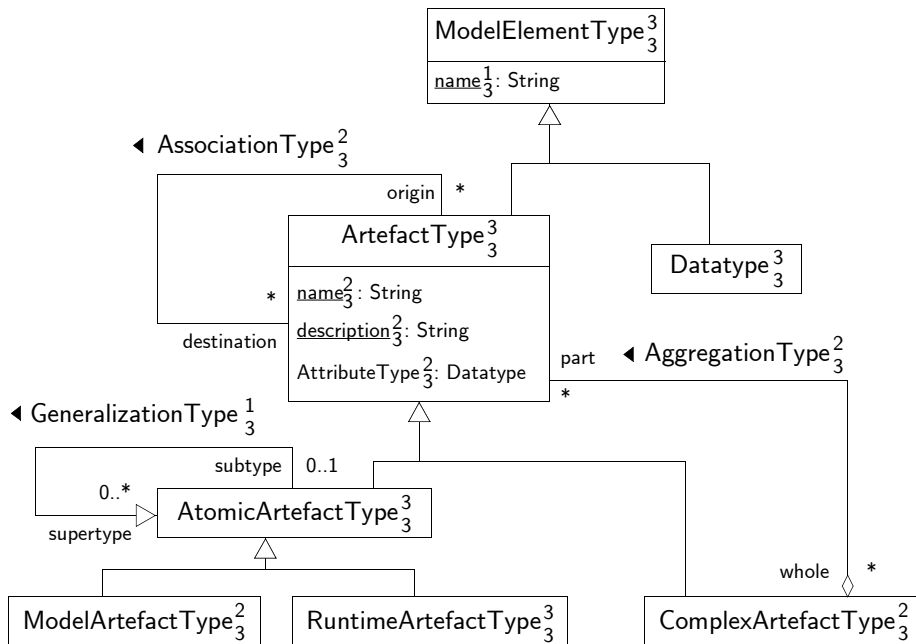 ModelElementType³₃
name¹₃: String
◀ AssociationType²₃
origin *
ArtefactType³₃
Datatype³₃
name²₃: String
*
description²₃: String
destination
part ◀ AggregationType²₃
AttributeType²₃: Datatype
*
◀ GeneralizationType¹₃
subtype 0..1
0..*
AtomicArtefactType³₃
supertype
whole *
ModelArtefactType²₃
RuntimeArtefactType³₃
ComplexArtefactType²₃